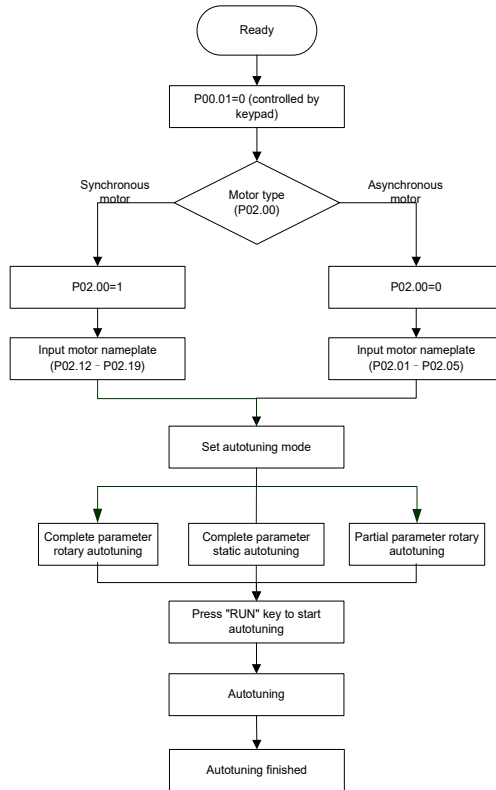 Ready
P00.01=0 (controlled by
keypad)
Synchronous
motor
Motor type
(P02.00)
Asynchronous
motor
P02.00=1
P02.00=0
Input motor nameplate
(P02.12－P02.19)
Input motor nameplate
(P02.01－P02.05)
Set autotuning mode
Complete parameter
rotary autotuning
Complete parameter
static autotuning
Partial parameter rotary
autotuning
Press "RUN" key to start
autotuning
Autotuning
Autotuning finished